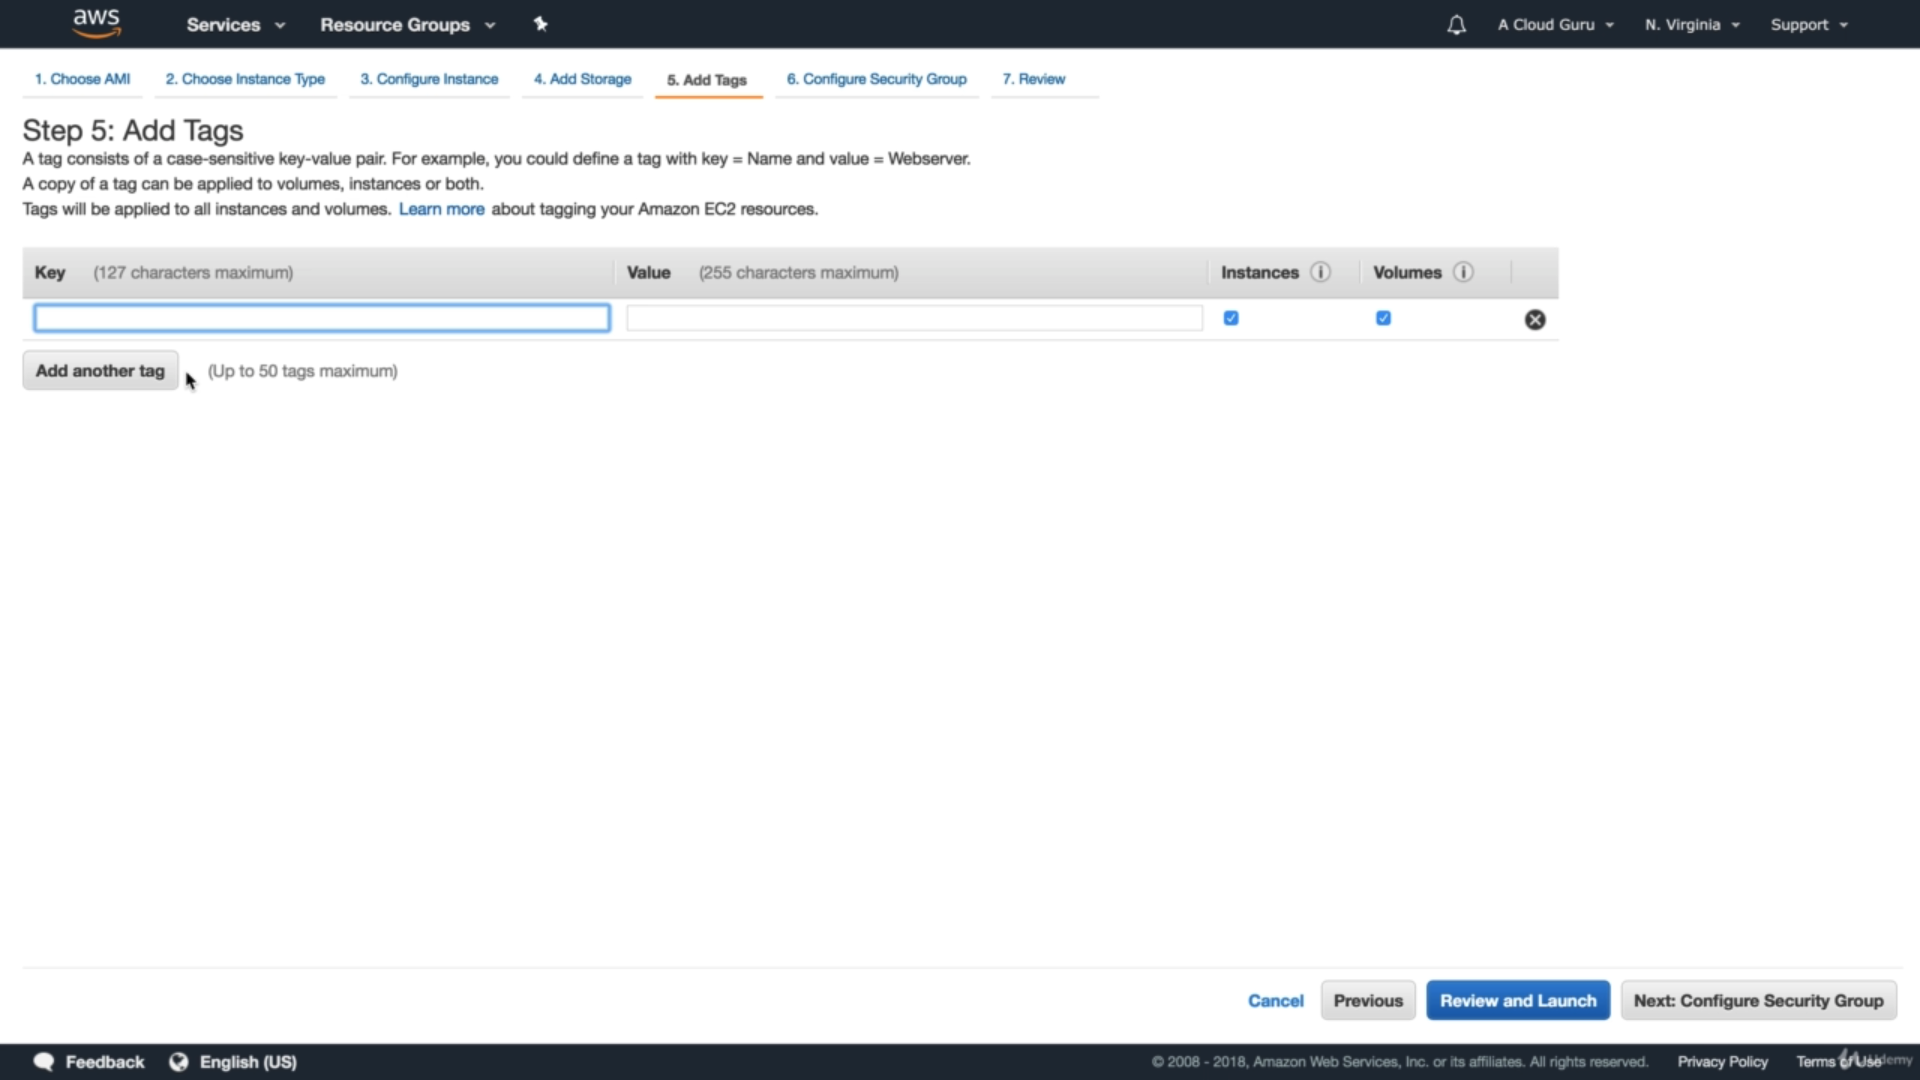 aws Services Resource Groups A Cloud Guru N. Virginia Support
1. Choose AMI 2. Choose Instance Type 3. Configure Instance 4. Add Storage 5. Add Tags 6. Configure Security Group 7. Review
Step 5: Add Tags
A tag consists of a case-sensitive key-value pair. For example, you could define a tag with key = Name and value = Webserver.
A copy of a tag can be applied to volumes, instances or both.
Tags will be applied to all instances and volumes. Learn more about tagging your Amazon EC2 resources.
Key (127 characters maximum) Value (255 characters maximum) Instances i Volumes i
Add another tag (Up to 50 tags maximum)
Cancel Previous Review and Launch Next: Configure Security Group
Feedback English (US) © 2008 - 2018, Amazon Web Services, Inc. or its affiliates. All rights reserved. Privacy Policy Terms of Use